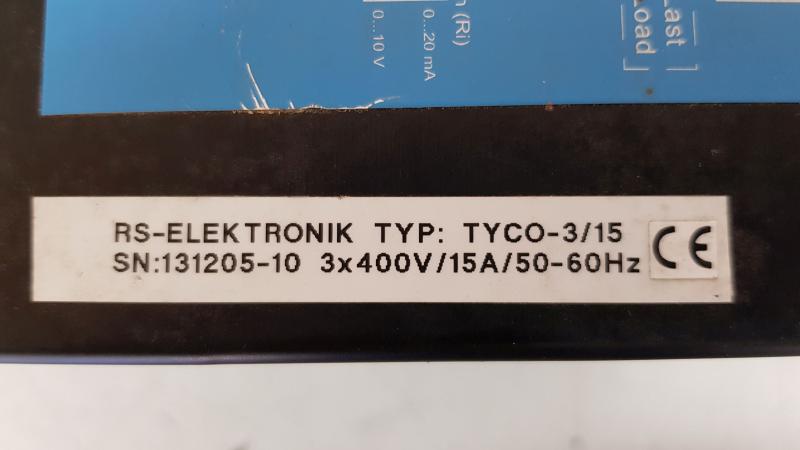 n (Ri)
0...20 mA
0...10 V
Last
Load
RS-ELEKTRONIK TYP: TYCO-3/15
SN:131205-10 3x400V/15A/50-60Hz
CE